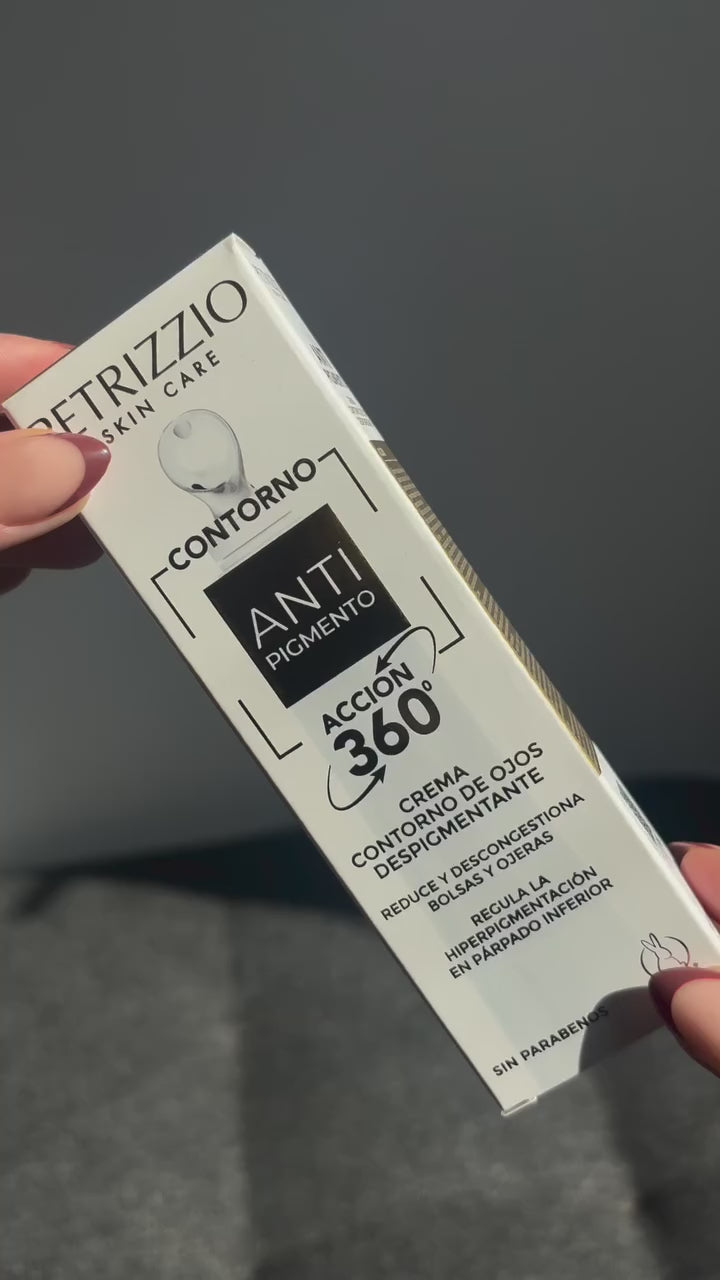 PETRIZZIO
SKIN CARE
CONTORNO
ANTI
PIGMENTO
ACCIÓN
360º
CREMA
CONTORNO DE OJOS
DESPIGMENTANTE
REDUCE Y DESCONGESTIONA
BOLSAS Y OJERAS
REGULA LA
HIPERPIGMENTACIÓN
EN PÁRPADO INFERIOR
SIN PARABENOS